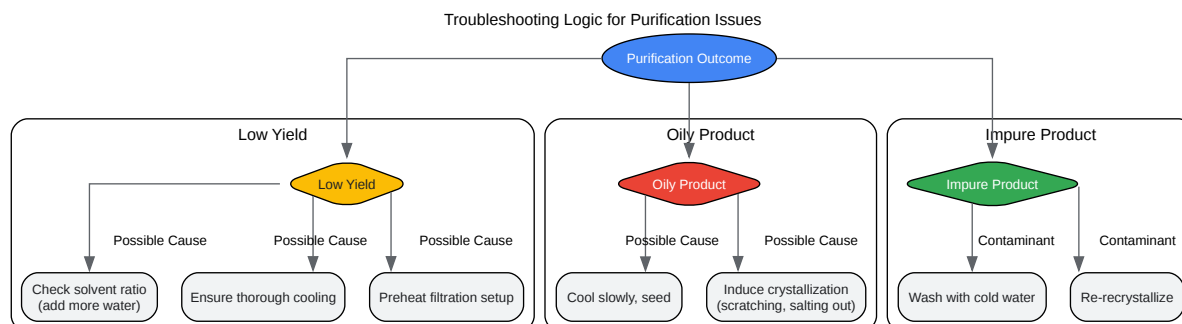 Troubleshooting Logic for Purification Issues
Purification Outcome
Low Yield
Oily Product
Impure Product
Low Yield
Oily Product
Impure Product
Possible Cause
Possible Cause
Possible Cause
Possible Cause
Possible Cause
Contaminant
Contaminant
Check solvent ratio
(add more water)
Ensure thorough cooling
Preheat filtration setup
Cool slowly, seed
Induce crystallization
(scratching, salting out)
Wash with cold water
Re-recrystallize